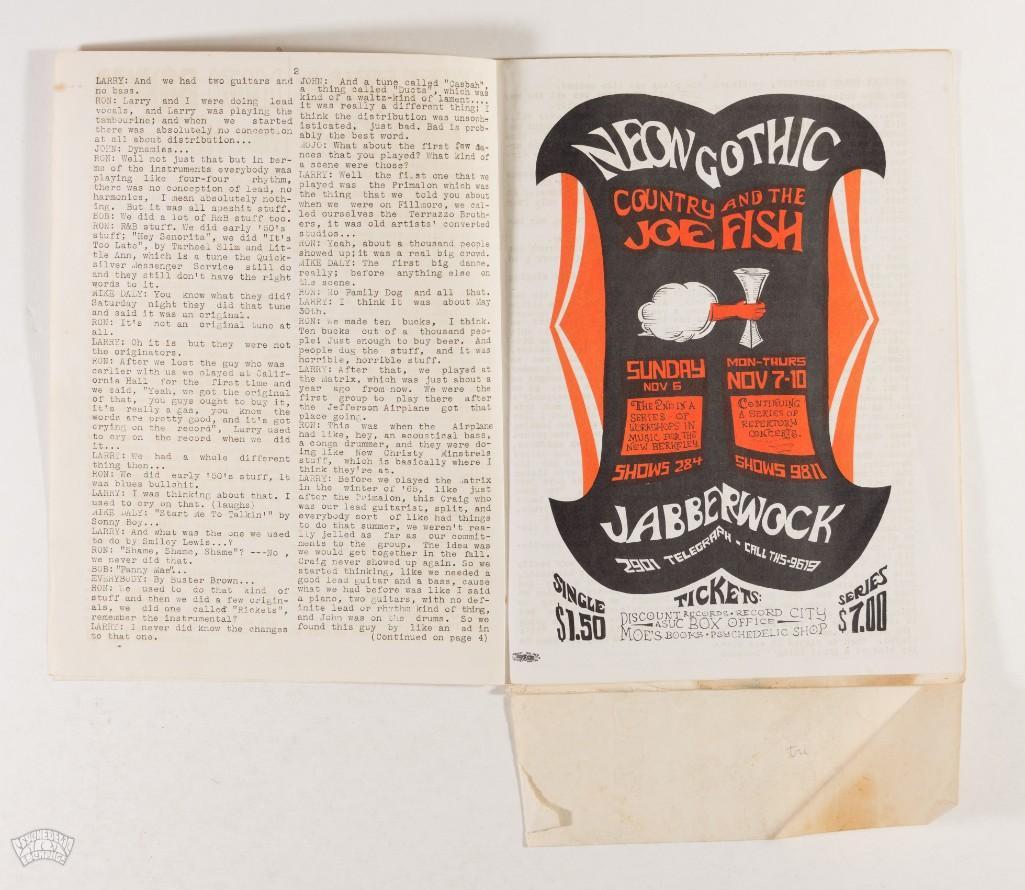 2
LARRY: And we had two guitars and
no bass.
RON: Larry and I were doing lead
vocals, and Larry was playing the
tambourine; and when we started
there was absolutely no conception
at all about distribution...
JOHN: Dynamics...
RON: Well not just that but in ter-
ms of the instruments everybody was
playing like four-four rhythm,
there was no conception of lead, no
harmonics, I mean absolutely noth-
ing. But it was all apeshit stuff.
BOB: We did a lot of R&B stuff too.
RON: R&B stuff. We did early '50's
stuff; "Hey Senorita", we did "It's
Too Late", by Tarheel Slim and Lit-
tle Ann, which is a tune the Quick-
silver Messenger Service still do
and they still don't have the right
words to it.
MIKE DALY: You know what they did?
Saturday night they did that tune
and said it was an original.
RON: It's not an original tune at
all.
LARRY: Oh it is but they were not
the originators.
RON: After we lost the guy who was
earlier with us we played at Calif-
ornia Hall for the first time and
we said, "Yeah, we got the original
of that, you guys ought to buy it,
it's really a gas, you know the
words are pretty good, and it's got
crying on the record", Larry used
to cry on the record when we did
it...
LARRY: We had a whole different
thing then...
RON: We did early '50's stuff, it
was blues bullshit.
LARRY: I was thinking about that. I
used to cry on that. (laughs)
MIKE DALY: "Start Me To Talkin'" by
Sonny Boy...
LARRY: And what was the one we used
to do by Smiley Lewis...?
RON: "Shame, Shame, Shame"? ---No,
we never did that.
BOB: "Fanny Mae"...
EVERYBODY: By Buster Brown...
RON: We used to do that kind of
stuff and then we did a few origin-
als, we did one called "Rickets",
remember the instrumental?
LARRY: I never did know the changes
to that one.
JOHN: And a tune called "Casbah",
a thing called "Ducts", which was
kind of a waltz-kind of lament....
it was really a different thing; I
think the distribution was unsoph-
isticated, just bad. Bad is prob-
ably the best word.
MOJO: What about the first few da-
nces that you played? What kind of
a scene were those?
LARRY: Well the first one that we
played was the Primalon which was
the thing that we told you about
when we were on Fillmore, we cal-
led ourselves the Terrazzo Broth-
ers, it was old artists' converted
studios...
RON: Yeah, about a thousand people
showed up; it was a real big crowd.
MIKE DALY: The first big dance,
really; before anything else on
the scene.
RON: No Family Dog and all that.
LARRY: I think it was about May
30th.
RON: We made ten bucks, I think.
Ten bucks out of a thousand peo-
ple! Just enough to buy beer. And
people dug the stuff, and it was
horrible, horrible stuff.
LARRY: After that, we played at
the Matrix, which was just about a
year ago from now. We were the
first group to play there after
the Jefferson Airplane got that
place going.
RON: This was when the Airplane
had like, hey, an acoustical bass,
a conga drummer, and they were do-
ing like New Christy Minstrels
stuff, which is basically where I
think they're at.
LARRY: Before we played the Matrix
in the winter of '65, like just
after the Primalon, this Craig who
was our lead guitarist, split, and
everybody sort of like had things
to do that summer, we weren't rea-
lly jelled as far as our commit-
ments to the group. The idea was
we would get together in the fall.
Craig never showed up again. So we
started thinking, like we needed a
good lead guitar and a bass, cause
what we had before was like I said
a piano, two guitars, with no def-
inite lead or rhythm kind of thing,
and John was on the drums. So we
found this guy by like an ad in
(Continued on page 4)
NEON GOTHIC
COUNTRY AND THE
JOE FISH
SUNDAY
NOV 6
THE 2ND IN A
SERIES OF
WORKSHOPS IN
MUSIC FOR THE
NEW BERKELEY
SHOWS 2&4
MON-THURS
NOV 7-10
CONTINUING
A SERIES OF
REPERTORY
CONCERTS.
SHOWS 9&11
JABBERWOCK
2901 TELEGRAPH - CALL TH5-9619
SINGLE
$1.50
TICKETS:
DISCOUNT RECORDS • RECORD CITY
ASUC BOX OFFICE
MOE'S BOOKS • PSYCHEDELIC SHOP
SERIES
$7.00